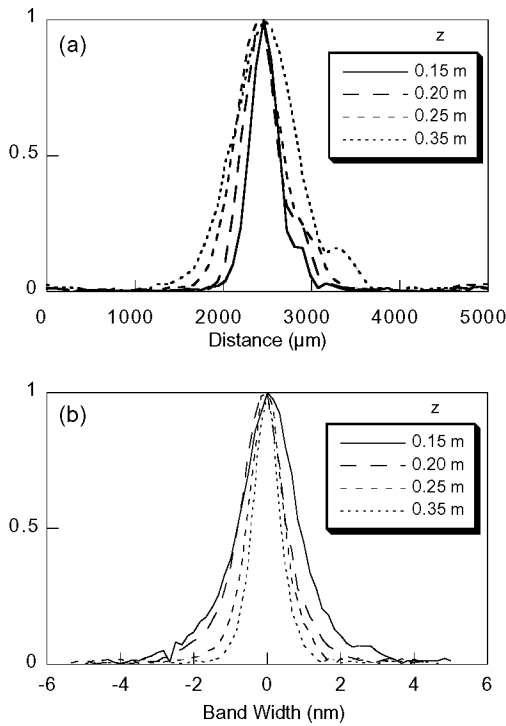 (a)
z
0.15 m
0.20 m
0.25 m
0.35 m
1
0.5
0
0 1000 2000 3000 4000 5000
Distance (µm)
(b)
z
0.15 m
0.20 m
0.25 m
0.35 m
1
0.5
0
-6 -4 -2 0 2 4 6
Band Width (nm)